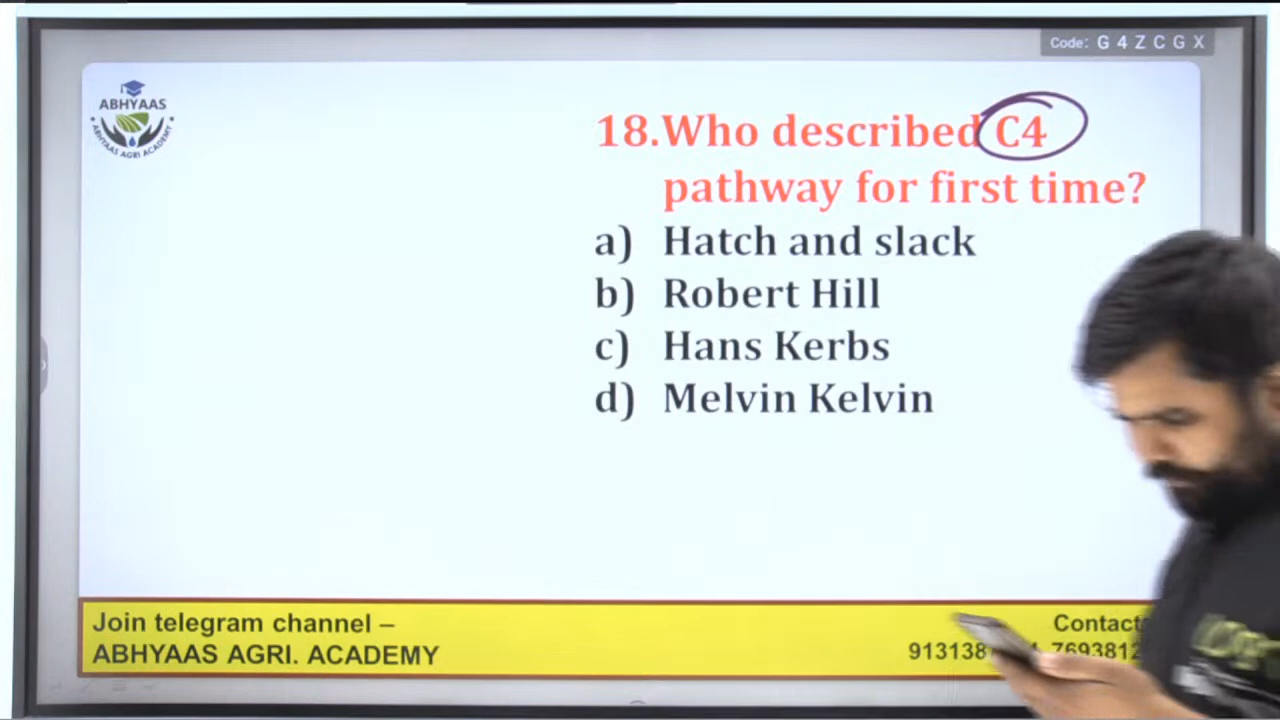 Code: G 4 Z C G X
ABHYAAS
ABHYAAS AGRI ACADEMY
18.Who described C4
pathway for first time?
a) Hatch and slack
b) Robert Hill
c) Hans Kerbs
d) Melvin Kelvin
Join telegram channel –
ABHYAAS AGRI. ACADEMY